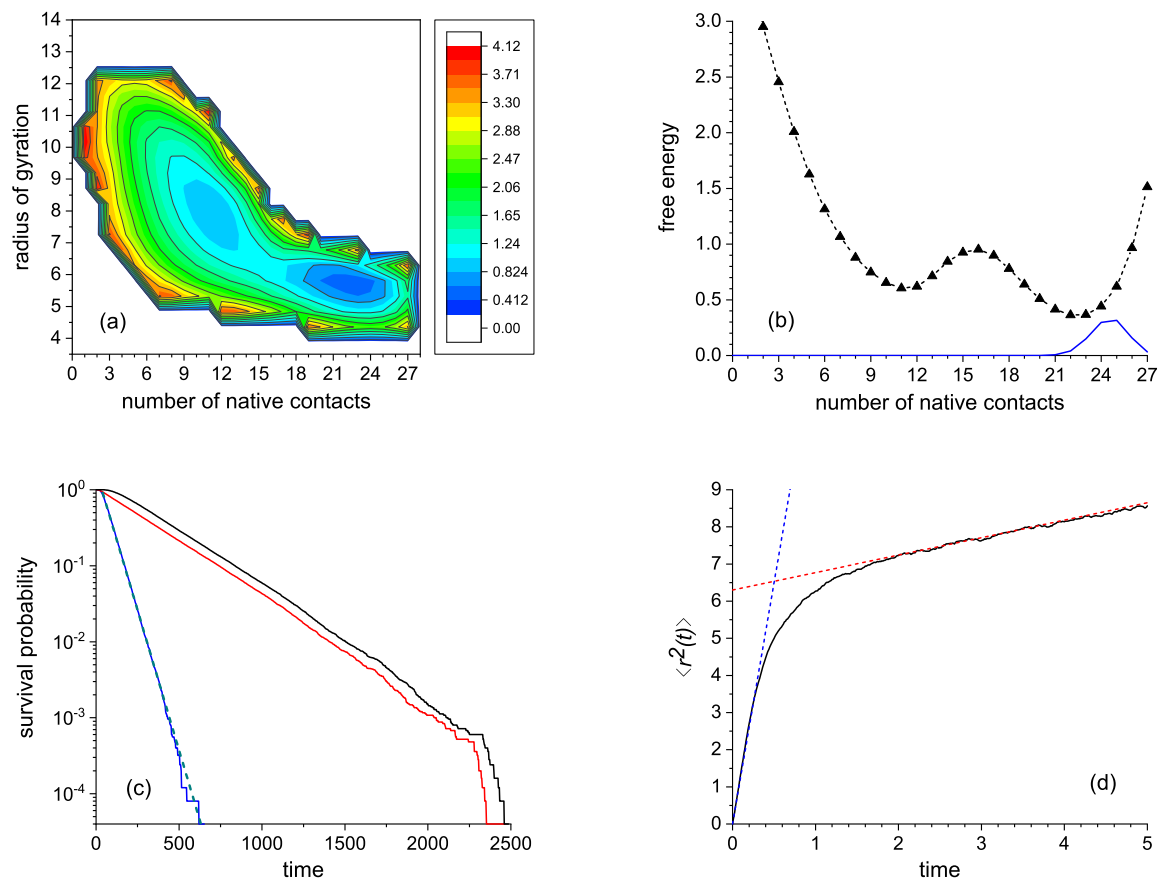 14
13
12
11
10
9
8
7
6
5
4
radius of gyration
(a)
0 3 6 9 12 15 18 21 24 27
number of native contacts
4.12
3.71
3.30
2.88
2.47
2.06
1.65
1.24
0.824
0.412
0.00
3.0
2.5
2.0
1.5
1.0
0.5
0.0
free energy
(b)
0 3 6 9 12 15 18 21 24 27
number of native contacts
10^0
10^-1
10^-2
10^-3
10^-4
survival probability
(c)
0 500 1000 1500 2000 2500
time
9
8
7
6
5
4
3
2
1
0
<r^2(t)>
(d)
0 1 2 3 4 5
time